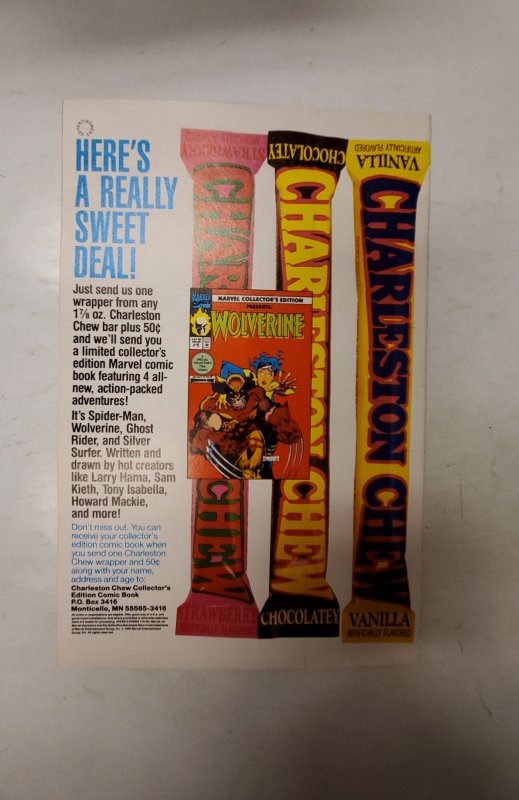 HERE'S
A REALLY
SWEET
DEAL!
Just send us one
wrapper from any
1⅞ oz. Charleston
Chew bar plus 50¢
and we'll send you
a limited collector's
edition Marvel comic
book featuring 4 all-
new, action-packed
adventures!
It's Spider-Man,
Wolverine, Ghost
Rider, and Silver
Surfer. Written and
drawn by hot creators
like Larry Hama, Sam
Kieth, Tony Isabella,
Howard Mackie,
and more!
Don't miss out. You can
receive your collector's
edition comic book when
you send one Charleston
Chew wrapper and 50¢
along with your name,
address and age to:
Charleston Chew Collector's
Edition Comic Book
P.O. Box 3416
Monticello, MN 55565-3416
STRAWBERRY
CHARLESTON CHEW
STRAWBERRY
ARTIFICIALLY FLAVORED
CHOCOLATEY
CHARLESTON CHEW
CHOCOLATEY
VANILLA
ARTIFICIALLY FLAVORED
CHARLESTON CHEW
VANILLA
ARTIFICIALLY FLAVORED
MARVEL COLLECTOR'S EDITION
PRESENTS:
WOLVERINE